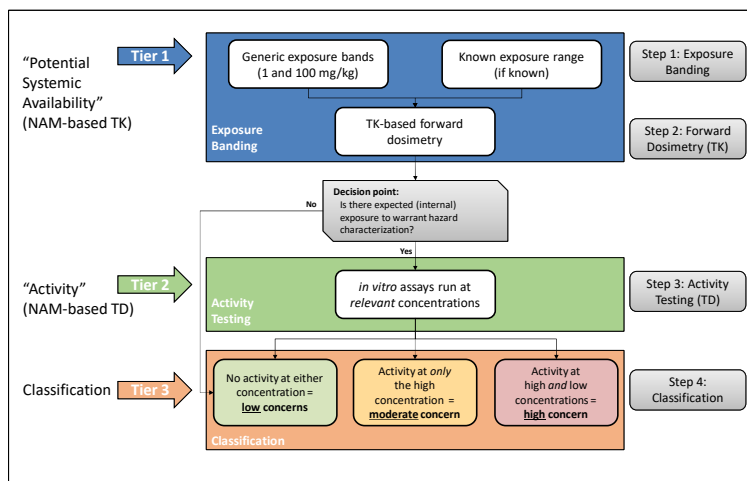 "Potential
Systemic
Availability"
(NAM-based TK)
Tier 1
Generic exposure bands
(1 and 100 mg/kg)
Known exposure range
(if known)
TK-based forward
dosimetry
Exposure
Banding
Step 1: Exposure
Banding
Step 2: Forward
Dosimetry (TK)
Decision point:
Is there expected (internal)
exposure to warrant hazard
characterization?
No
Yes
"Activity"
(NAM-based TD)
Tier 2
in vitro assays run at
relevant concentrations
Activity
Testing
Step 3: Activity
Testing (TD)
Classification
Tier 3
No activity at either
concentration =
low concerns
Activity at only
the high
concentration =
moderate concern
Activity
at high and low
concentrations =
high concern
Classification
Step 4:
Classification